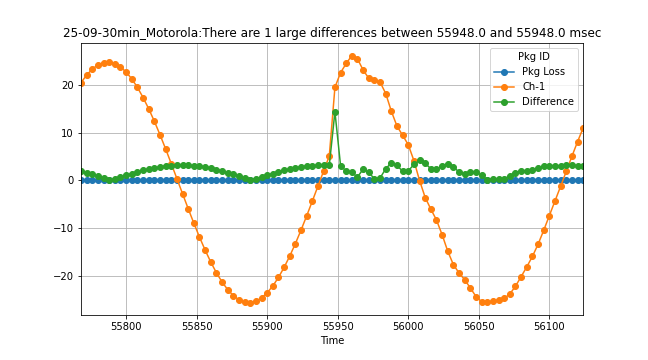 25-09-30min_Motorola:There are 1 large differences between 55948.0 and 55948.0 msec
Pkg ID
Pkg Loss
Ch-1
Difference
20
10
0
−10
−20
55800 55850 55900 55950 56000 56050 56100
Time